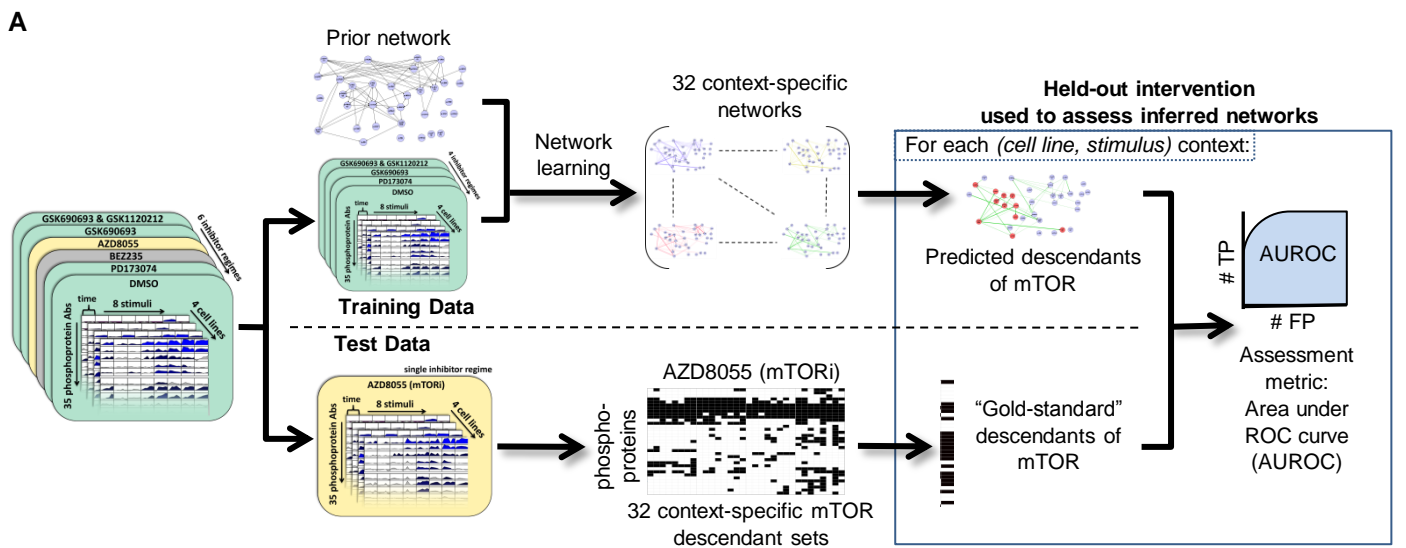 A
Prior network
GSK690693 & GSK1120212
GSK690693
PD173074
DMSO
4 inhibitor regimes
time
8 stimuli
4 cell lines
35 phosphoprotein Abs
Training Data
GSK690693 & GSK1120212
GSK690693
AZD8055
BEZ235
PD173074
DMSO
6 inhibitor regimes
time
8 stimuli
4 cell lines
35 phosphoprotein Abs
Test Data
single inhibitor regime
AZD8055 (mTORi)
time
8 stimuli
4 cell lines
35 phosphoprotein Abs
Network
learning
32 context-specific
networks
AZD8055 (mTORi)
phospho-
proteins
32 context-specific mTOR
descendant sets
Held-out intervention
used to assess inferred networks
For each (cell line, stimulus) context:
Predicted descendants
of mTOR
“Gold-standard”
descendants of
mTOR
# TP
AUROC
# FP
Assessment
metric:
Area under
ROC curve
(AUROC)